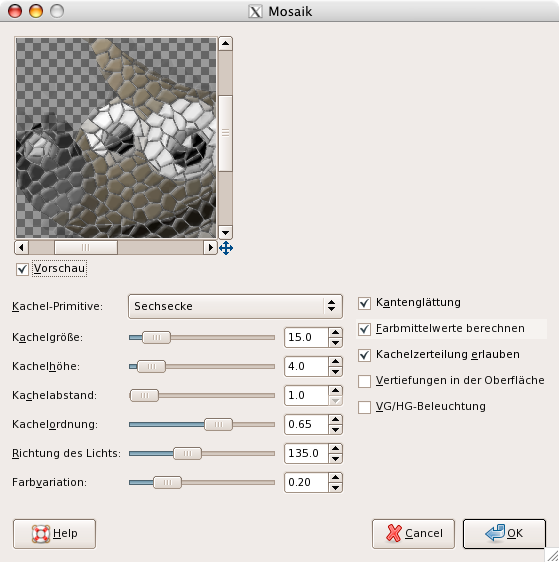 Mosaik
Vorschau
Kachel-Primitive: Sechsecke
Kachelgröße: 15.0
Kachelhöhe: 4.0
Kachelabstand: 1.0
Kachelordnung: 0.65
Richtung des Lichts: 135.0
Farbvariation: 0.20
Kantenglättung
Farbmittelwerte berechnen
Kachelzerteilung erlauben
Vertiefungen in der Oberfläche
VG/HG-Beleuchtung
Help Cancel OK